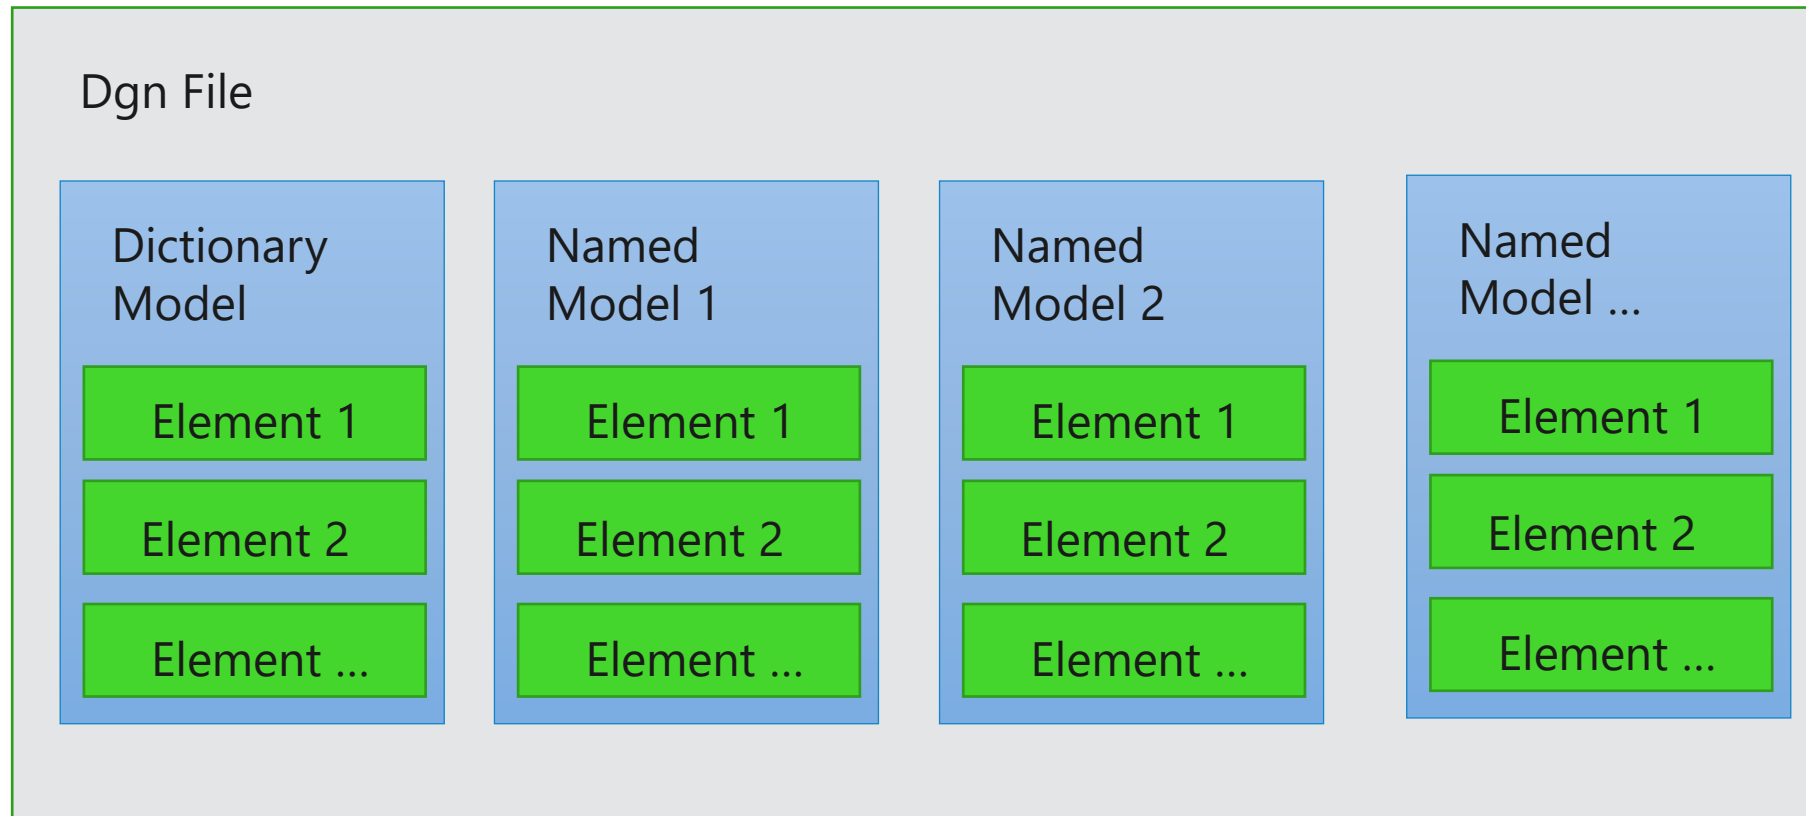 Dgn File
Dictionary
Model
Element 1
Element 2
Element ...
Named
Model 1
Element 1
Element 2
Element ...
Named
Model 2
Element 1
Element 2
Element ...
Named
Model ...
Element 1
Element 2
Element ...